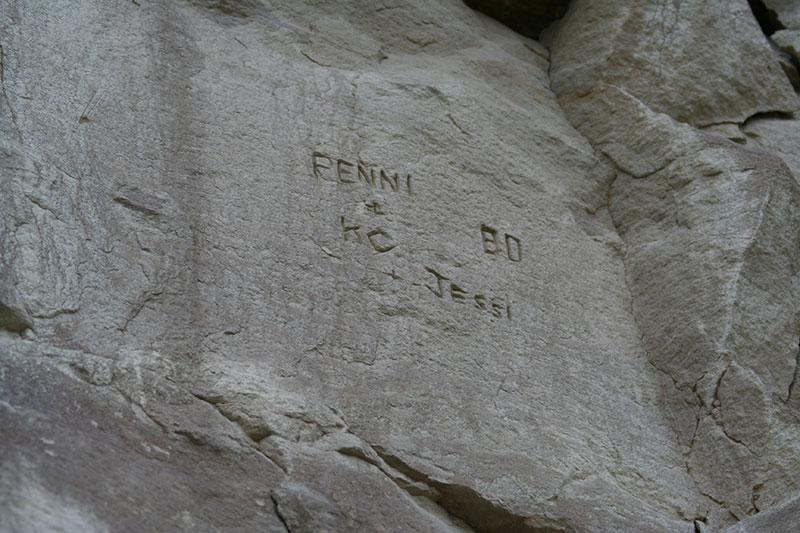 PENNI
+
KC BO
+ JESSI